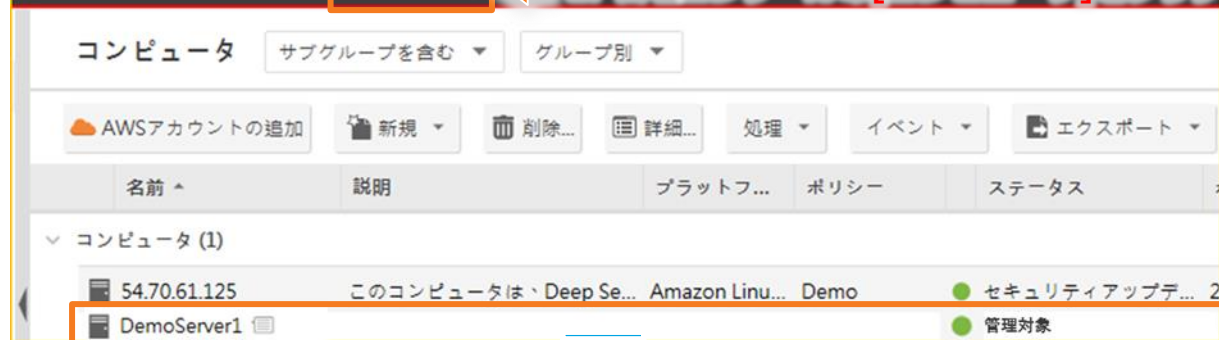 コンピュータ サブグループを含む グループ別
AWSアカウントの追加 新規 削除... 詳細... 処理 イベント エクスポート
名前 説明 プラットフ... ポリシー ステータス
コンピュータ (1)
54.70.61.125 このコンピュータは、Deep Se... Amazon Linu... Demo セキュリティアップデ... 2
DemoServer1 管理対象